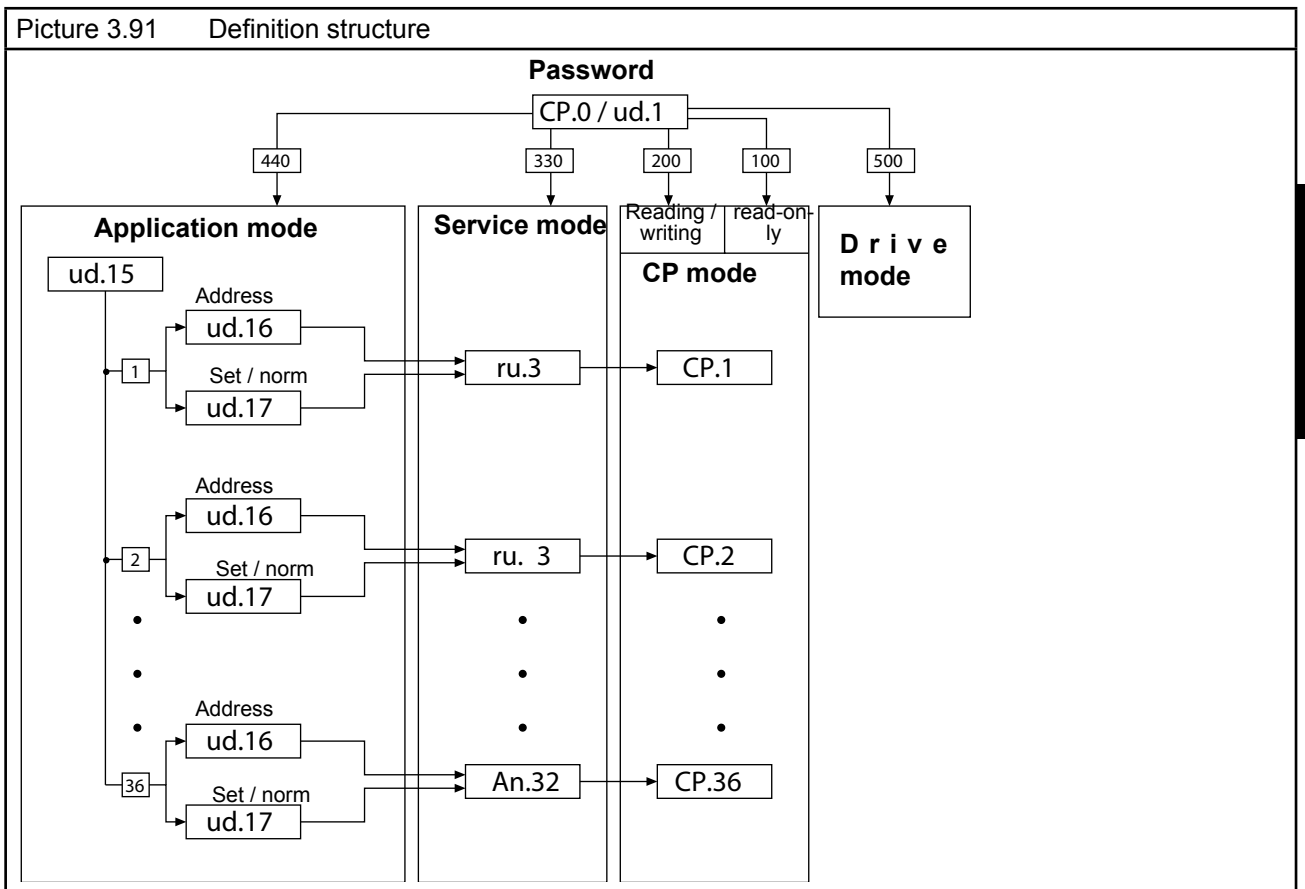 Picture 3.91 Definition structure
Password
CP.0 / ud.1
440
330
200
100
500
Application mode
Service mode
Reading /
writing
read-on-
ly
CP mode
D r i v e
mode
ud.15
Address
ud.16
1
Set / norm
ud.17
ru.3
CP.1
Address
ud.16
2
Set / norm
ud.17
ru. 3
CP.2
Address
ud.16
36
Set / norm
ud.17
An.32
CP.36